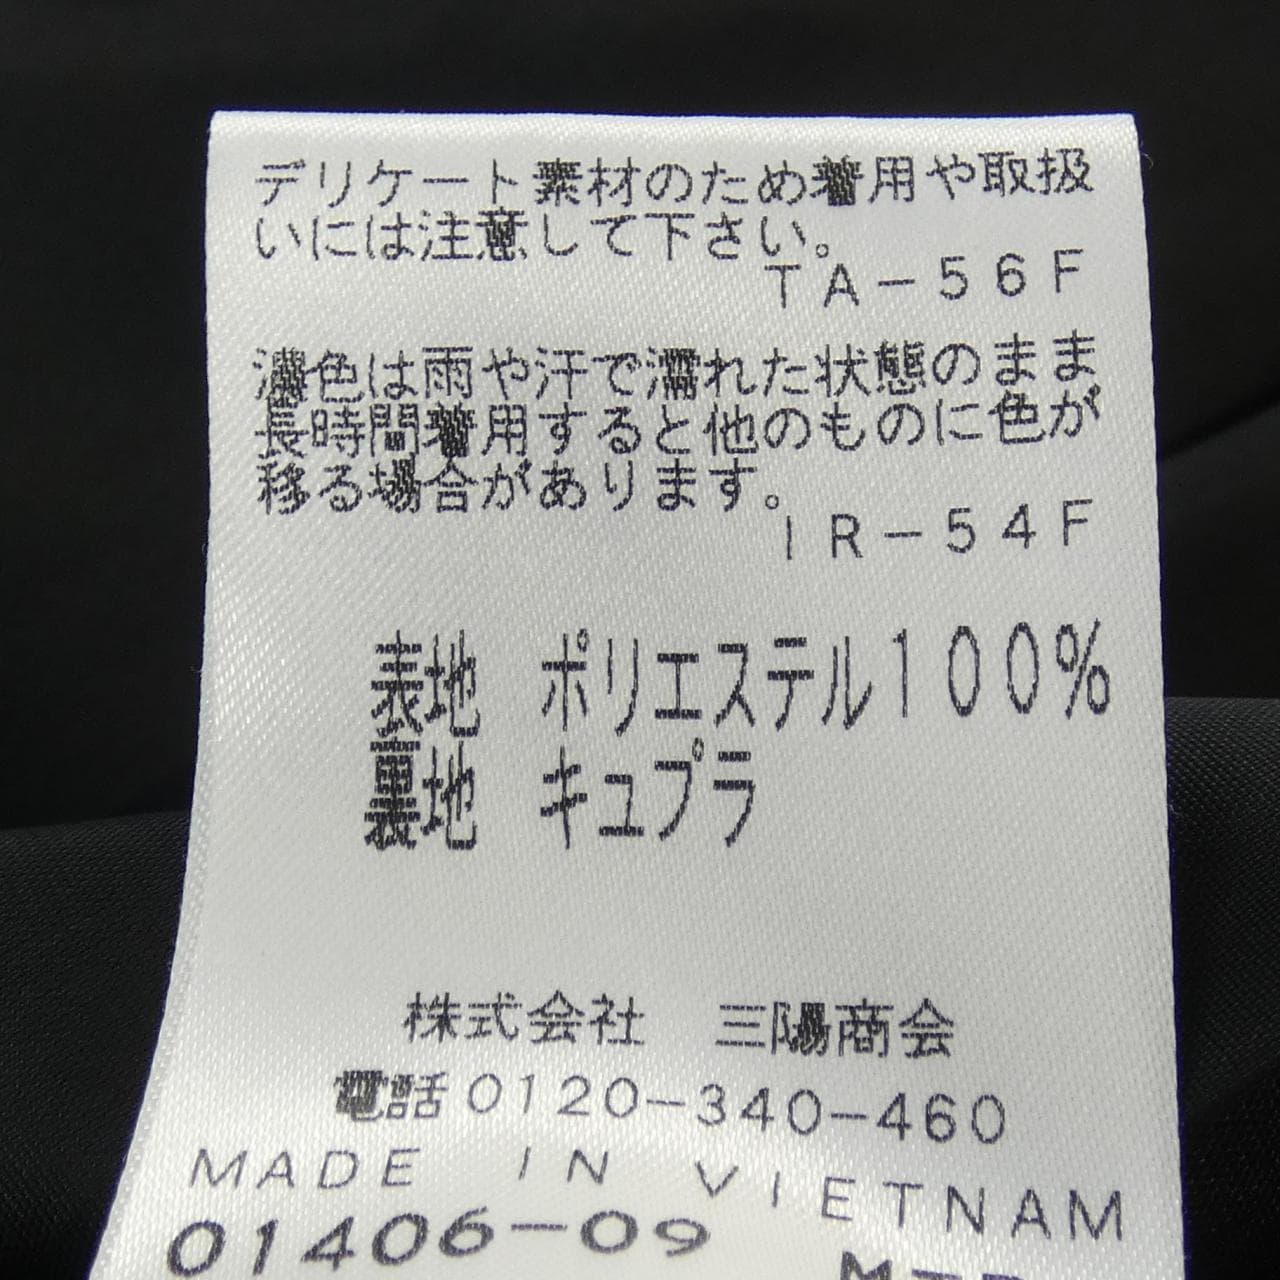 デリケート素材のため着用や取扱
いには注意して下さい。
TA-56F
濃色は雨や汗で濡れた状態のまま
長時間着用すると他のものに色が
移る場合があります。
IR-54F
表地 ポリエステル100%
裏地 キュプラ
株式会社 三陽商会
電話0120-340-460
MADE IN VIETNAM
01406-09